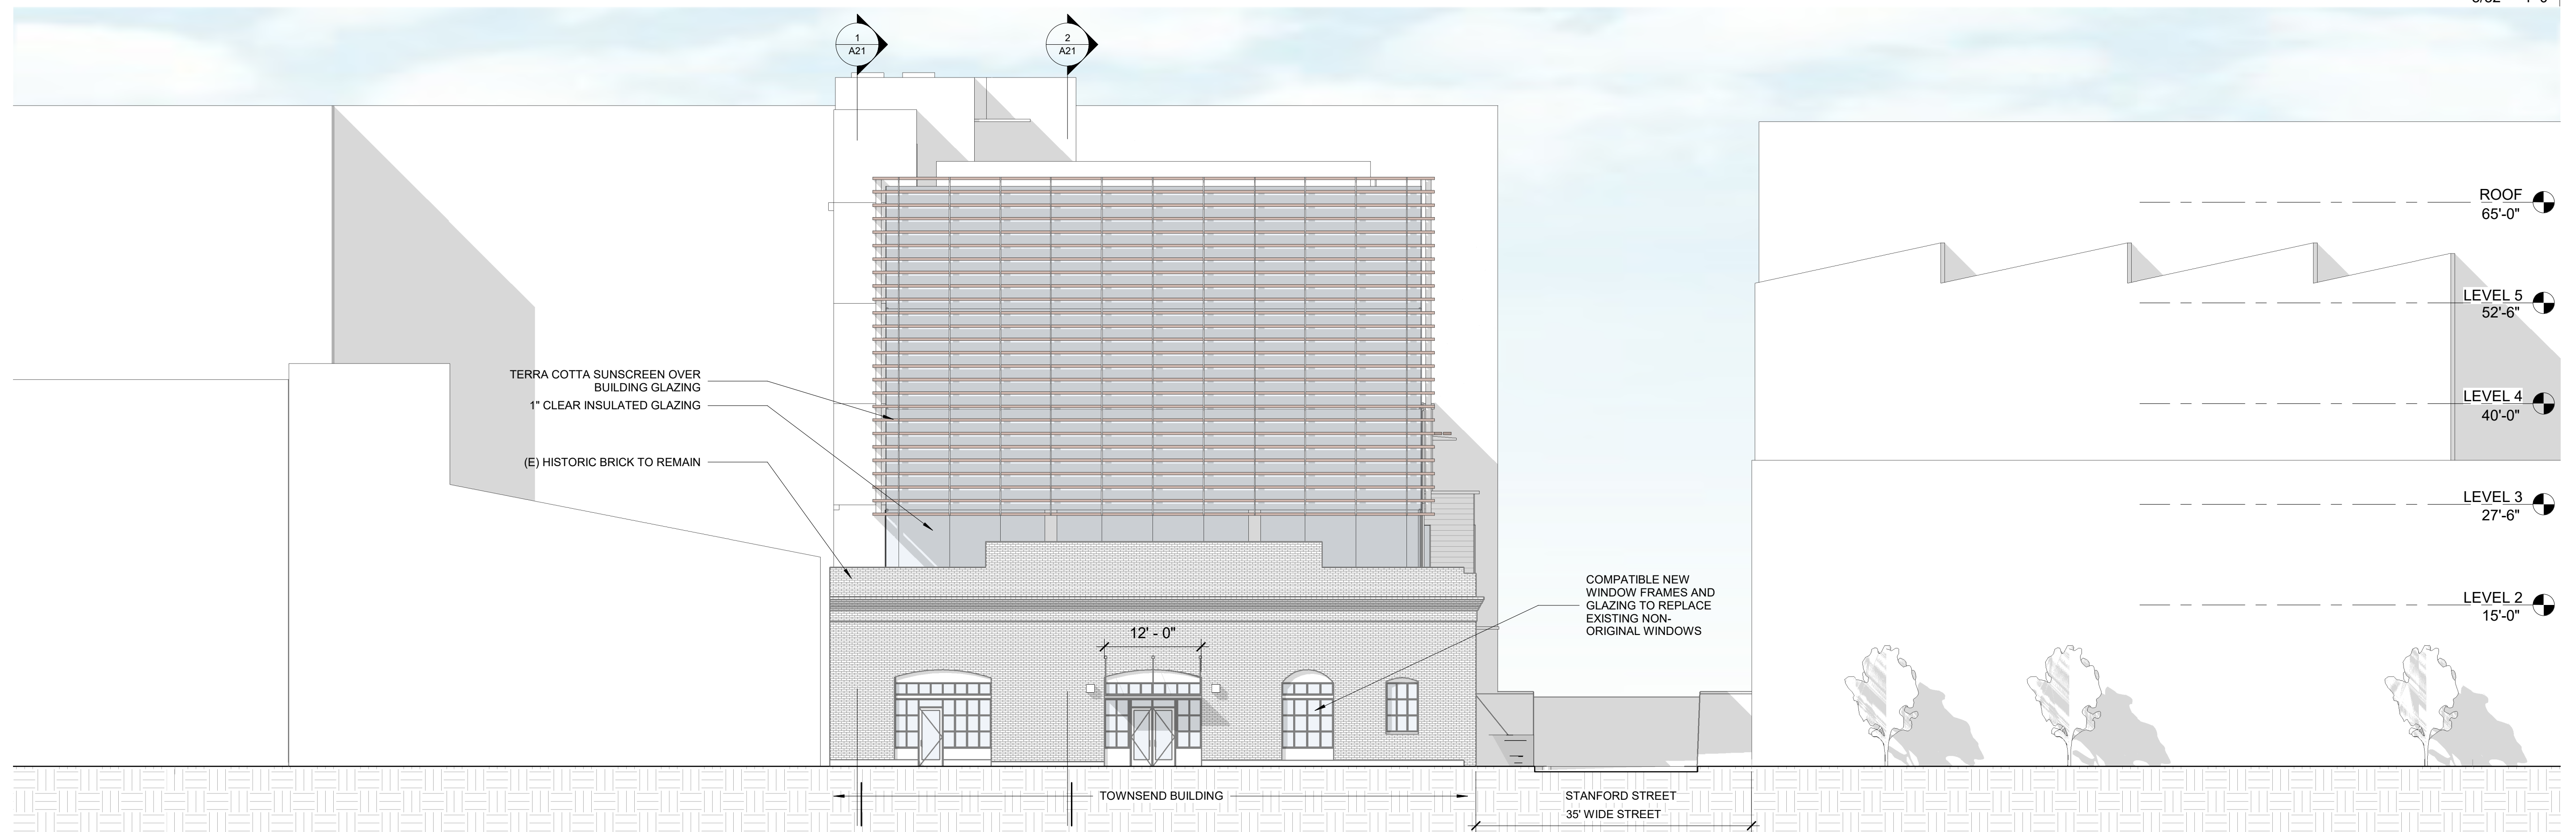 1
A21
2
A21
ROOF
65'-0"
LEVEL 5
52'-6"
TERRA COTTA SUNSCREEN OVER
BUILDING GLAZING
1" CLEAR INSULATED GLAZING
LEVEL 4
40'-0"
(E) HISTORIC BRICK TO REMAIN
LEVEL 3
27'-6"
COMPATIBLE NEW
WINDOW FRAMES AND
GLAZING TO REPLACE
EXISTING NON-
ORIGINAL WINDOWS
LEVEL 2
15'-0"
12' - 0"
TOWNSEND BUILDING
STANFORD STREET
35' WIDE STREET